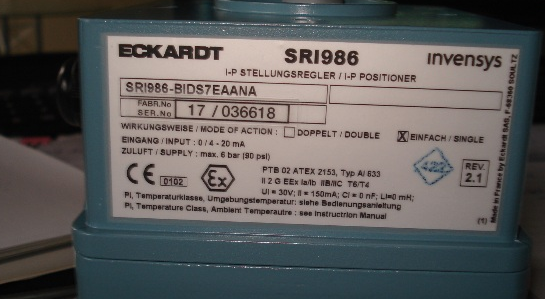 ECKARDT SRI986 invensys
I-P STELLUNGSREGLER / I-P POSITIONER
SRI986-BIDS7EAANA
FABR.No
SER.No 17 / 036618
WIRKUNGSWEISE / MODE OF ACTION : DOPPELT / DOUBLE X EINFACH / SINGLE
EINGANG / INPUT : 0 / 4 - 20 mA
ZULUFT / SUPPLY : max. 6 bar (90 psi)
CE 0102 Ex
PTB 02 ATEX 2153, Typ AI 633
II 2 G EEx ia/ib IIB/IIC T6/T4
Ui = 30V; Ii = 150mA; Ci = 0 nF; Li=0 mH;
422
REV.
2.1
Pi, Temperaturklasse, Umgebungstemperatur: siehe Bedienungsanleitung
Pi, Temperature Class, Ambient Temperautre : see Instruction Manual
(1)
Made in France by Eckardt SAS, F-68360 SOULTZ